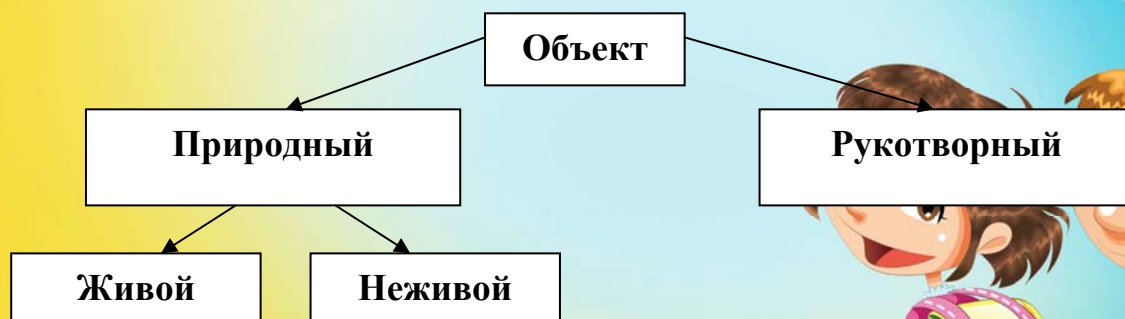 Объект
Природный
Рукотворный
Живой
Неживой